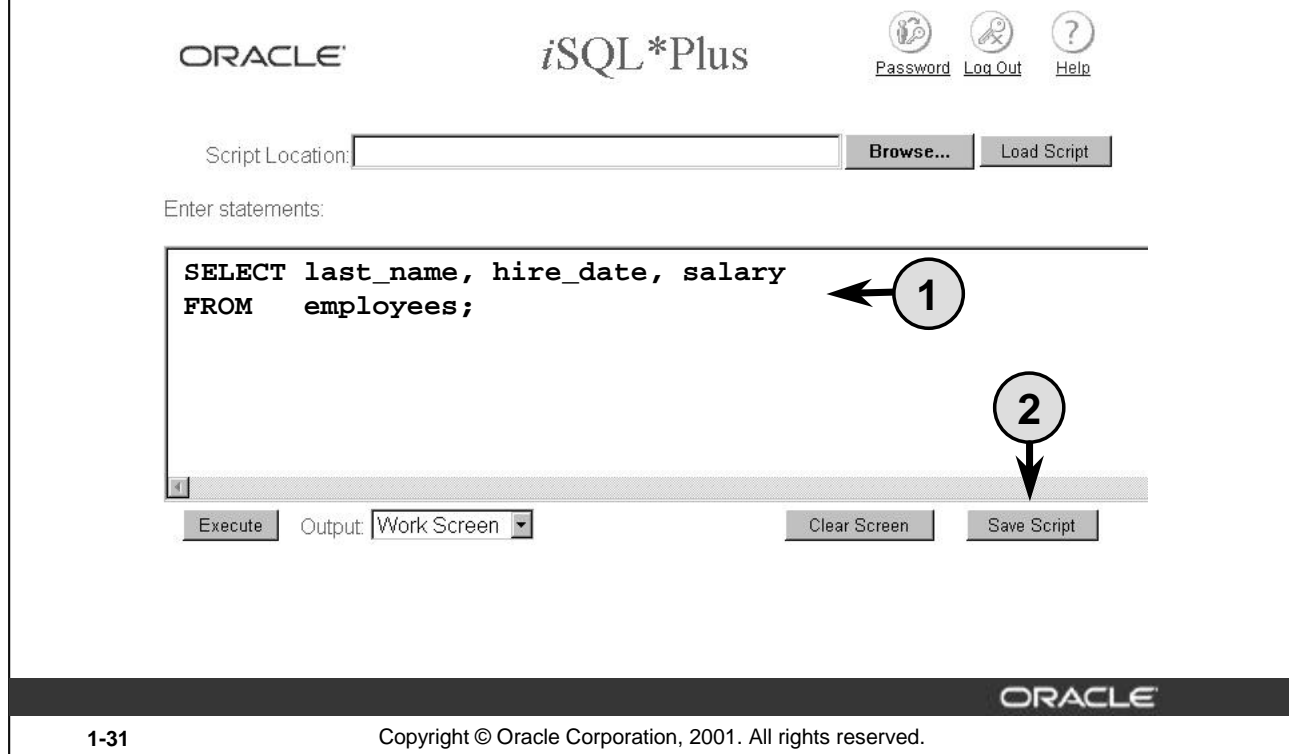 ORACLE iSQL*Plus
Password Log Out Help
Script Location: Browse... Load Script
Enter statements:
SELECT last_name, hire_date, salary
FROM employees;
1
2
Execute Output: Work Screen Clear Screen Save Script
ORACLE
1-31 Copyright © Oracle Corporation, 2001. All rights reserved.